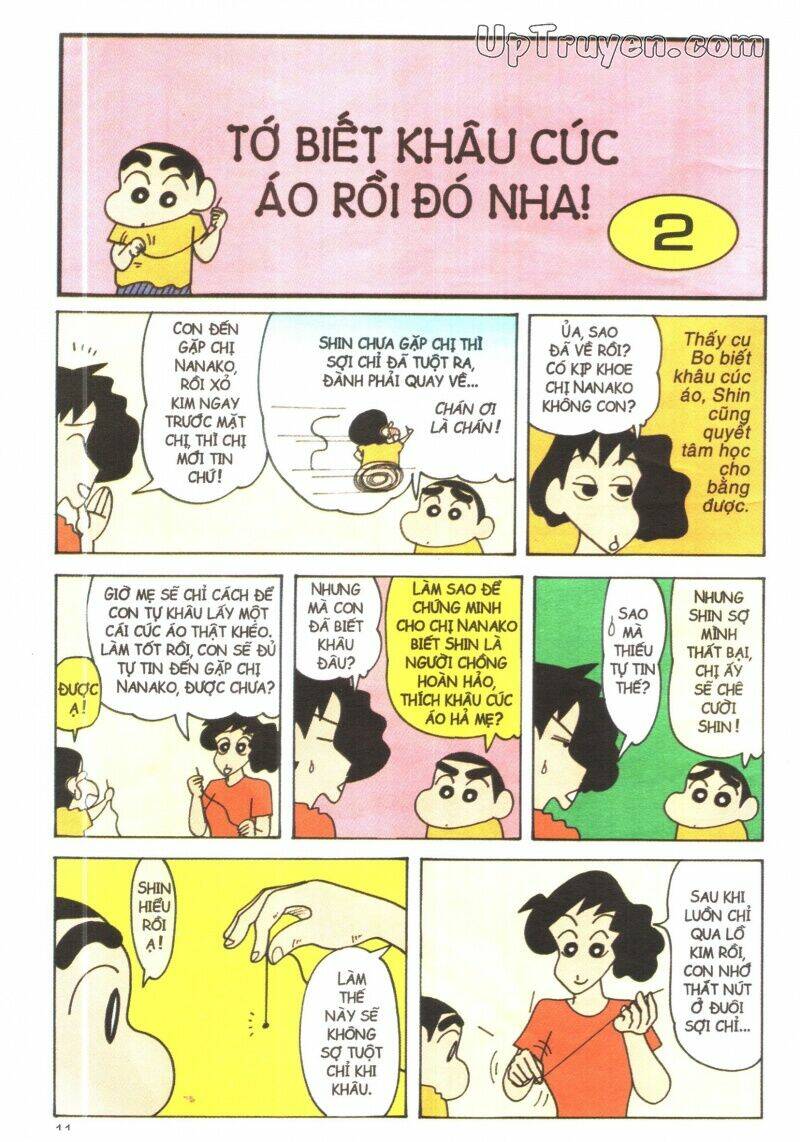 UpTruyen.com
TỚ BIẾT KHÂU CÚC
ÁO RỒI ĐÓ NHA!
2
Thấy cu
Bo biết
khâu cúc
áo, Shin
cũng
quyết
tâm học
cho
bằng
được.
ỦA, SAO
ĐÃ VỀ RỒI?
CÓ KỊP KHOE
CHỊ NANAKO
KHÔNG CON?
SHIN CHƯA GẶP CHỊ THÌ
SỢI CHỈ ĐÃ TUỘT RA,
ĐÀNH PHẢI QUAY VỀ...
CHÁN ƠI
LÀ CHÁN!
CON ĐẾN
GẶP CHỊ
NANAKO,
RỒI XỎ
KIM NGAY
TRƯỚC MẶT
CHỊ, THÌ CHỊ
MỚI TIN
CHỨ!
NHƯNG
SHIN SỢ
MÌNH
THẤT BẠI,
CHỊ ẤY
SẼ CHÊ
CƯỜI
SHIN!
SAO
MÀ
THIẾU
TỰ TIN
THẾ?
LÀM SAO ĐỂ
CHỨNG MINH
CHO CHỊ NANAKO
BIẾT SHIN LÀ
NGƯỜI CHỒNG
HOÀN HẢO,
THÍCH KHÂU CÚC
ÁO HẢ MẸ?
NHƯNG
MÀ CON
ĐÃ BIẾT
KHÂU
ĐÂU?
GIỜ MẸ SẼ CHỈ CÁCH ĐỂ
CON TỰ KHÂU LẤY MỘT
CÁI CÚC ÁO THẬT KHÉO.
LÀM TỐT RỒI, CON SẼ ĐỦ
TỰ TIN ĐẾN GẶP CHỊ
NANAKO, ĐƯỢC CHƯA?
ĐƯỢC
Ạ!
SAU KHI
LUỒN CHỈ
QUA LỖ
KIM RỒI,
CON NHỚ
THẮT NÚT
Ở ĐUÔI
SỢI CHỈ...
LÀM
THẾ
NÀY SẼ
KHÔNG
SỢ TUỘT
CHỈ KHI
KHÂU.
SHIN
HIỂU
RỒI
Ạ!
11